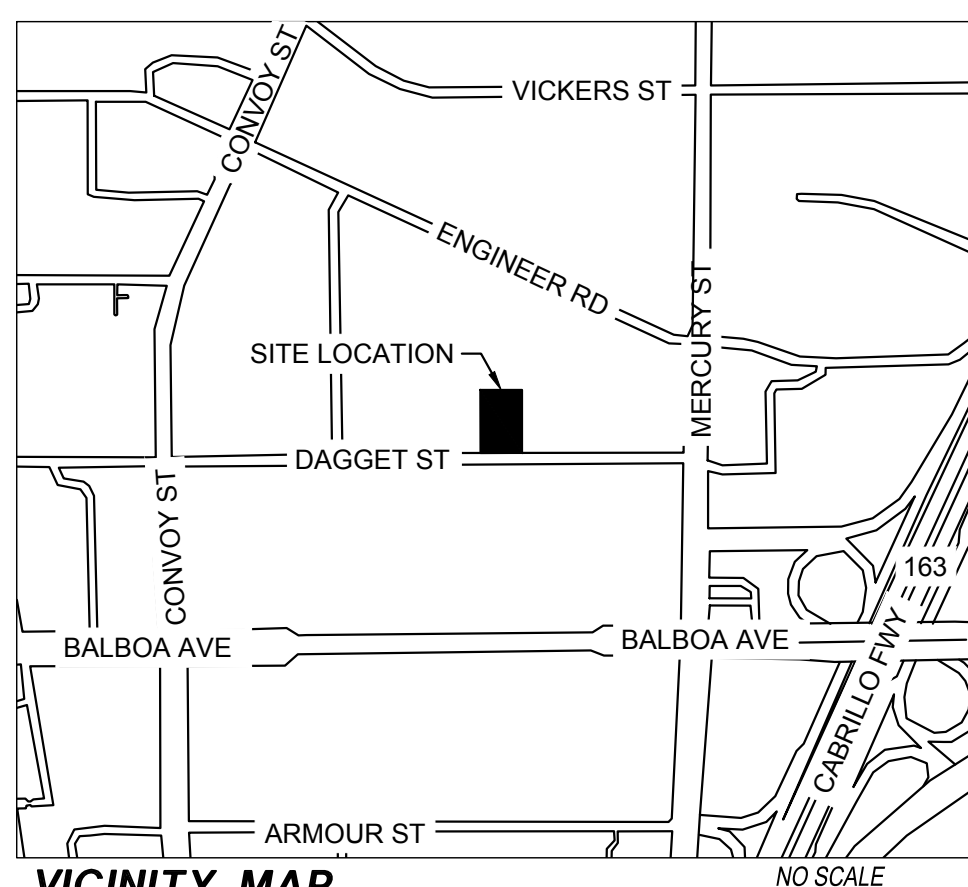 CONVOY ST
VICKERS ST
ENGINEER RD
MERCURY ST
SITE LOCATION
DAGGET ST
CONVOY ST
163
BALBOA AVE
BALBOA AVE
CABRILLO FWY
ARMOUR ST
VICINITY MAP
NO SCALE